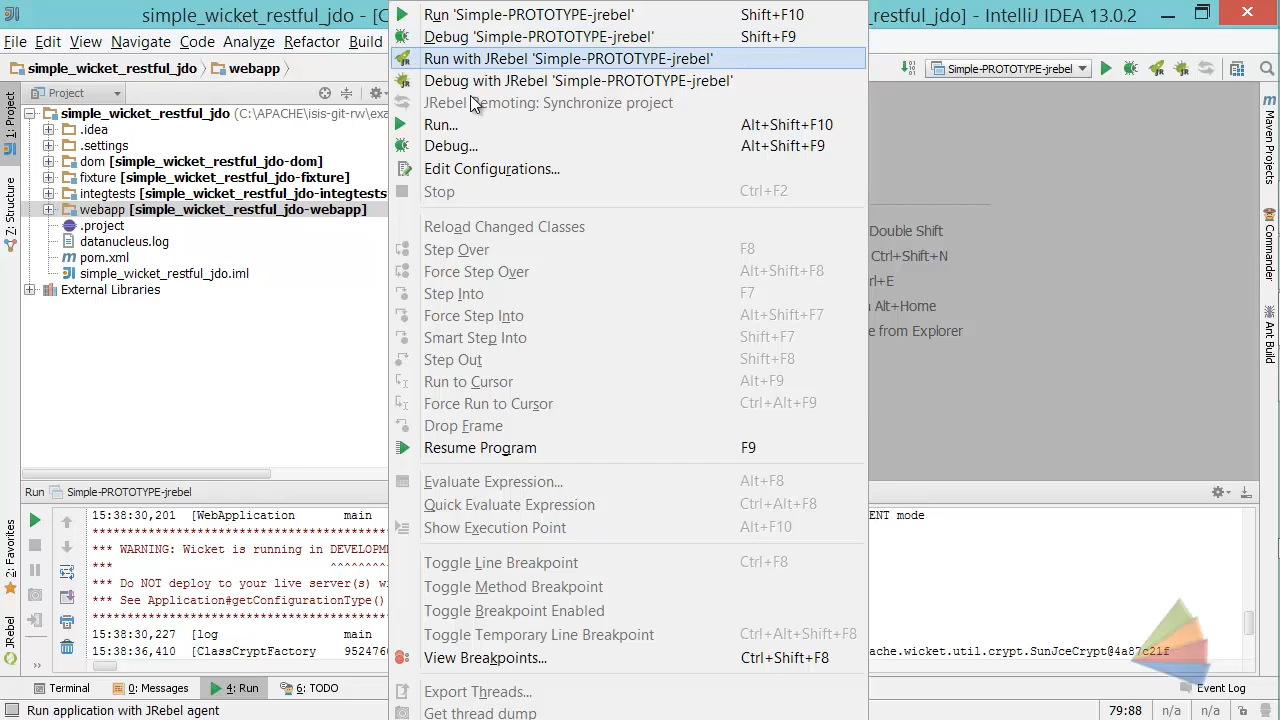 simple_wicket_restful_jdo - [C
_restful_jdo] - IntelliJ IDEA 13.0.2
File Edit View Navigate Code Analyze Refactor Build
simple_wicket_restful_jdo webapp
Simple-PROTOTYPE-jrebel
Project
simple_wicket_restful_jdo (C:\APACHE\isis-git-rw\exa
.idea
.settings
dom [simple_wicket_restful_jdo-dom]
fixture [simple_wicket_restful_jdo-fixture]
integtests [simple_wicket_restful_jdo-integtests
webapp [simple_wicket_restful_jdo-webapp]
.project
datanucleus.log
pom.xml
simple_wicket_restful_jdo.iml
External Libraries
1: Project
7: Structure
2: Favorites
JRebel
Run 'Simple-PROTOTYPE-jrebel' Shift+F10
Debug 'Simple-PROTOTYPE-jrebel' Shift+F9
Run with JRebel 'Simple-PROTOTYPE-jrebel'
Debug with JRebel 'Simple-PROTOTYPE-jrebel'
JRebel Remoting: Synchronize project
Run... Alt+Shift+F10
Debug... Alt+Shift+F9
Edit Configurations...
Stop Ctrl+F2
Reload Changed Classes
Step Over F8
Force Step Over Alt+Shift+F8
Step Into F7
Force Step Into Alt+Shift+F7
Smart Step Into Shift+F7
Step Out Shift+F8
Run to Cursor Alt+F9
Force Run to Cursor Ctrl+Alt+F9
Drop Frame
Resume Program F9
Evaluate Expression... Alt+F8
Quick Evaluate Expression Ctrl+Alt+F8
Show Execution Point Alt+F10
Toggle Line Breakpoint Ctrl+F8
Toggle Method Breakpoint
Toggle Breakpoint Enabled
Toggle Temporary Line Breakpoint Ctrl+Alt+Shift+F8
View Breakpoints... Ctrl+Shift+F8
Export Threads...
Get thread dump
Double Shift
Ctrl+Shift+N
rl+E
Alt+Home
e from Explorer
Maven Projects
Commander
Ant Build
Run Simple-PROTOTYPE-jrebel
15:38:30,201 [WebApplication main
ENT mode
********************************************
*** WARNING: Wicket is running in DEVELOPM
*** ^^^^^^^^
*** Do NOT deploy to your live server(s) wi
*** See Application#getConfigurationType()
********************************************
15:38:30,227 [log main
15:38:36,410 [ClassCryptFactory 9524760
ache.wicket.util.crypt.SunJceCrypt@4a87c21f
Terminal 0: Messages 4: Run 6: TODO
Event Log
Run application with JRebel agent 79:88 n/a n/a